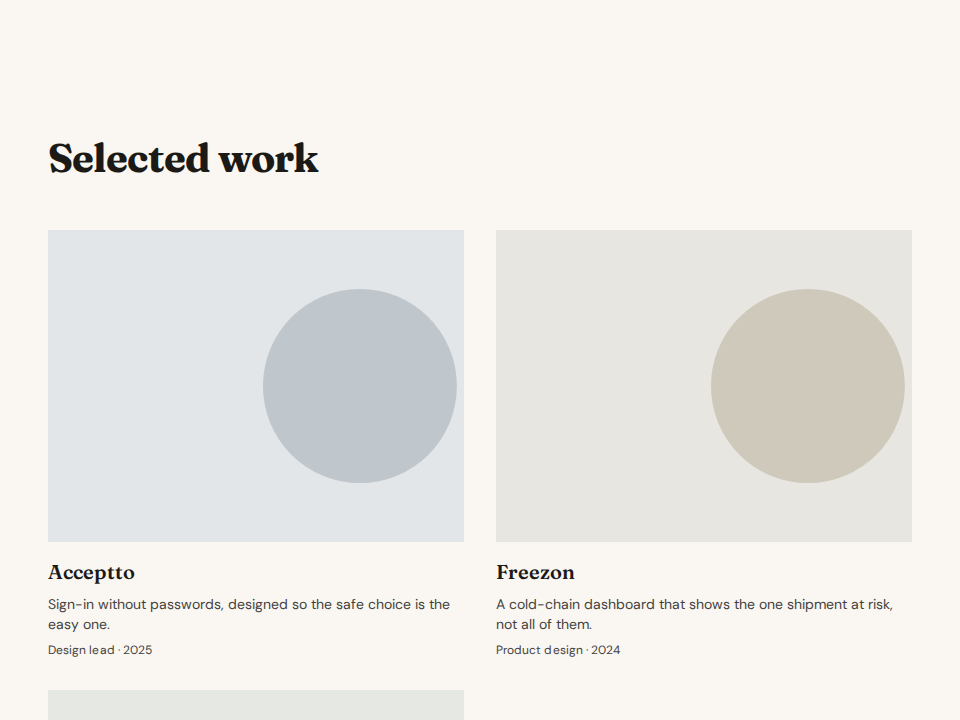 Selected work
Acceptto
Sign-in without passwords, designed so the safe choice is the
easy one.
Design lead · 2025
Freezon
A cold-chain dashboard that shows the one shipment at risk,
not all of them.
Product design · 2024